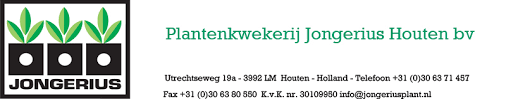 JONGERIUS
Plantenkwekerij Jongerius Houten bv
Utrechtseweg 19a - 3992 LM Houten - Holland - Telefoon +31 (0)30 63 71 457
Fax +31 (0)30 63 80 550 K.v.K. nr. 30109950 info@jongeriusplant.nl